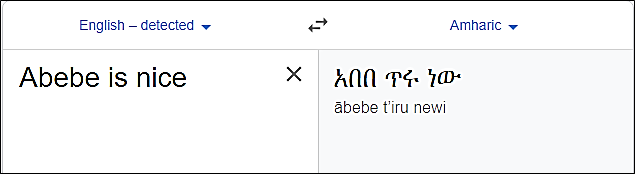 English – detected
Amharic
Abebe is nice
አበበ ጥሩ ነው
ābebe t'iru newi